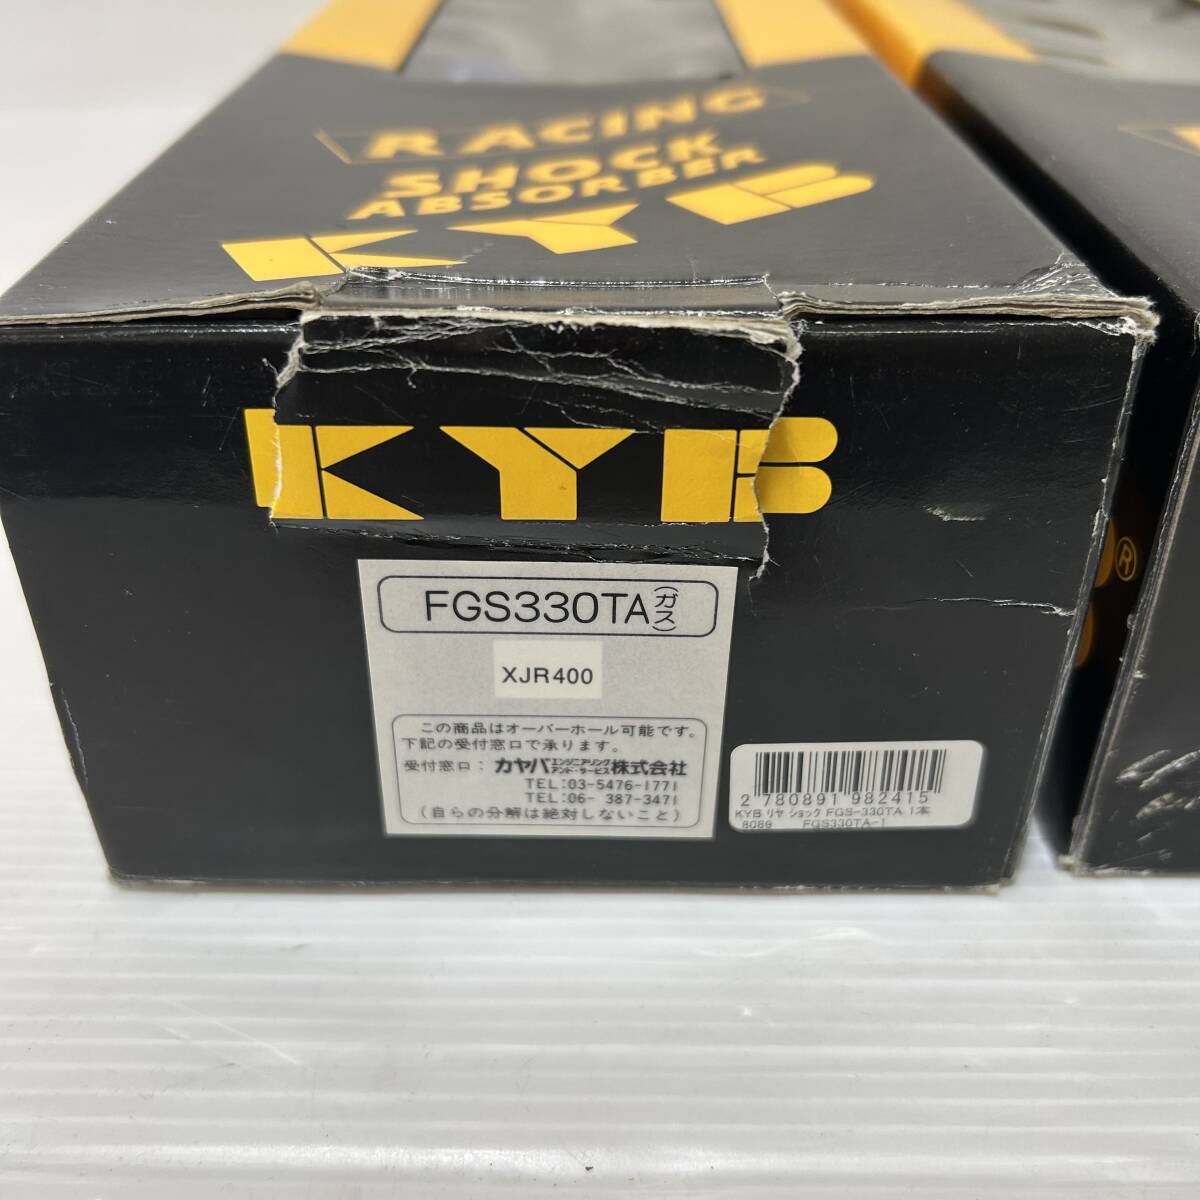 RACING
SHOCK
ABSORBER
KYB
KYB
FGS330TA(ガス)
XJR400
この商品はオーバーホール可能です。
下記の受付窓口で承ります。
受付窓口：カヤバエンジニアリングアンド・サービス株式会社
TEL:03-5476-1771
TEL:06- 387-3471
(自らの分解は絶対しないこと)
2 780891 982415
KYB リヤ ショック FGS-330TA 1本
8089 FGS330TA-1
®